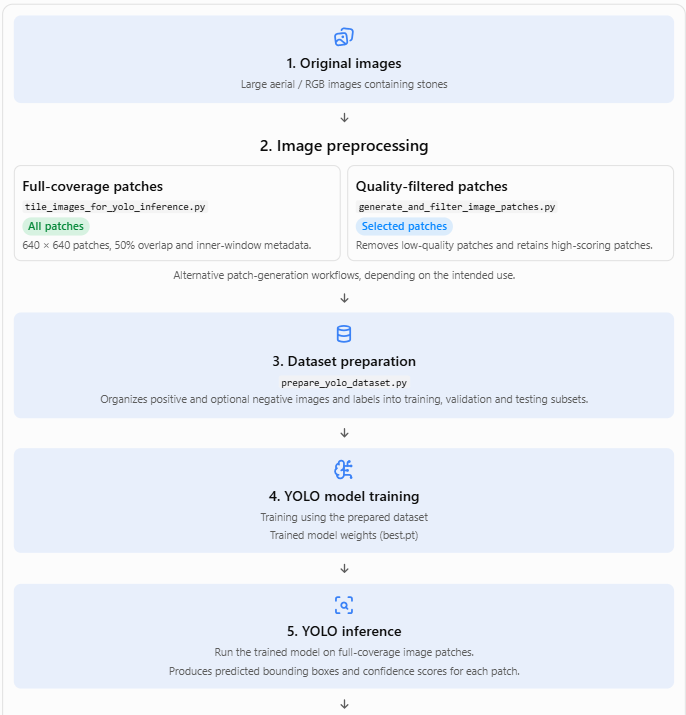 1. Original images
Large aerial / RGB images containing stones
↓
2. Image preprocessing
Full-coverage patches
tile_images_for_yolo_inference.py
All patches
640 × 640 patches, 50% overlap and inner-window metadata.
Quality-filtered patches
generate_and_filter_image_patches.py
Selected patches
Removes low-quality patches and retains high-scoring patches.
Alternative patch-generation workflows, depending on the intended use.
↓
3. Dataset preparation
prepare_yolo_dataset.py
Organizes positive and optional negative images and labels into training, validation and testing subsets.
↓
4. YOLO model training
Training using the prepared dataset
Trained model weights (best.pt)
↓
5. YOLO inference
Run the trained model on full-coverage image patches.
Produces predicted bounding boxes and confidence scores for each patch.
↓